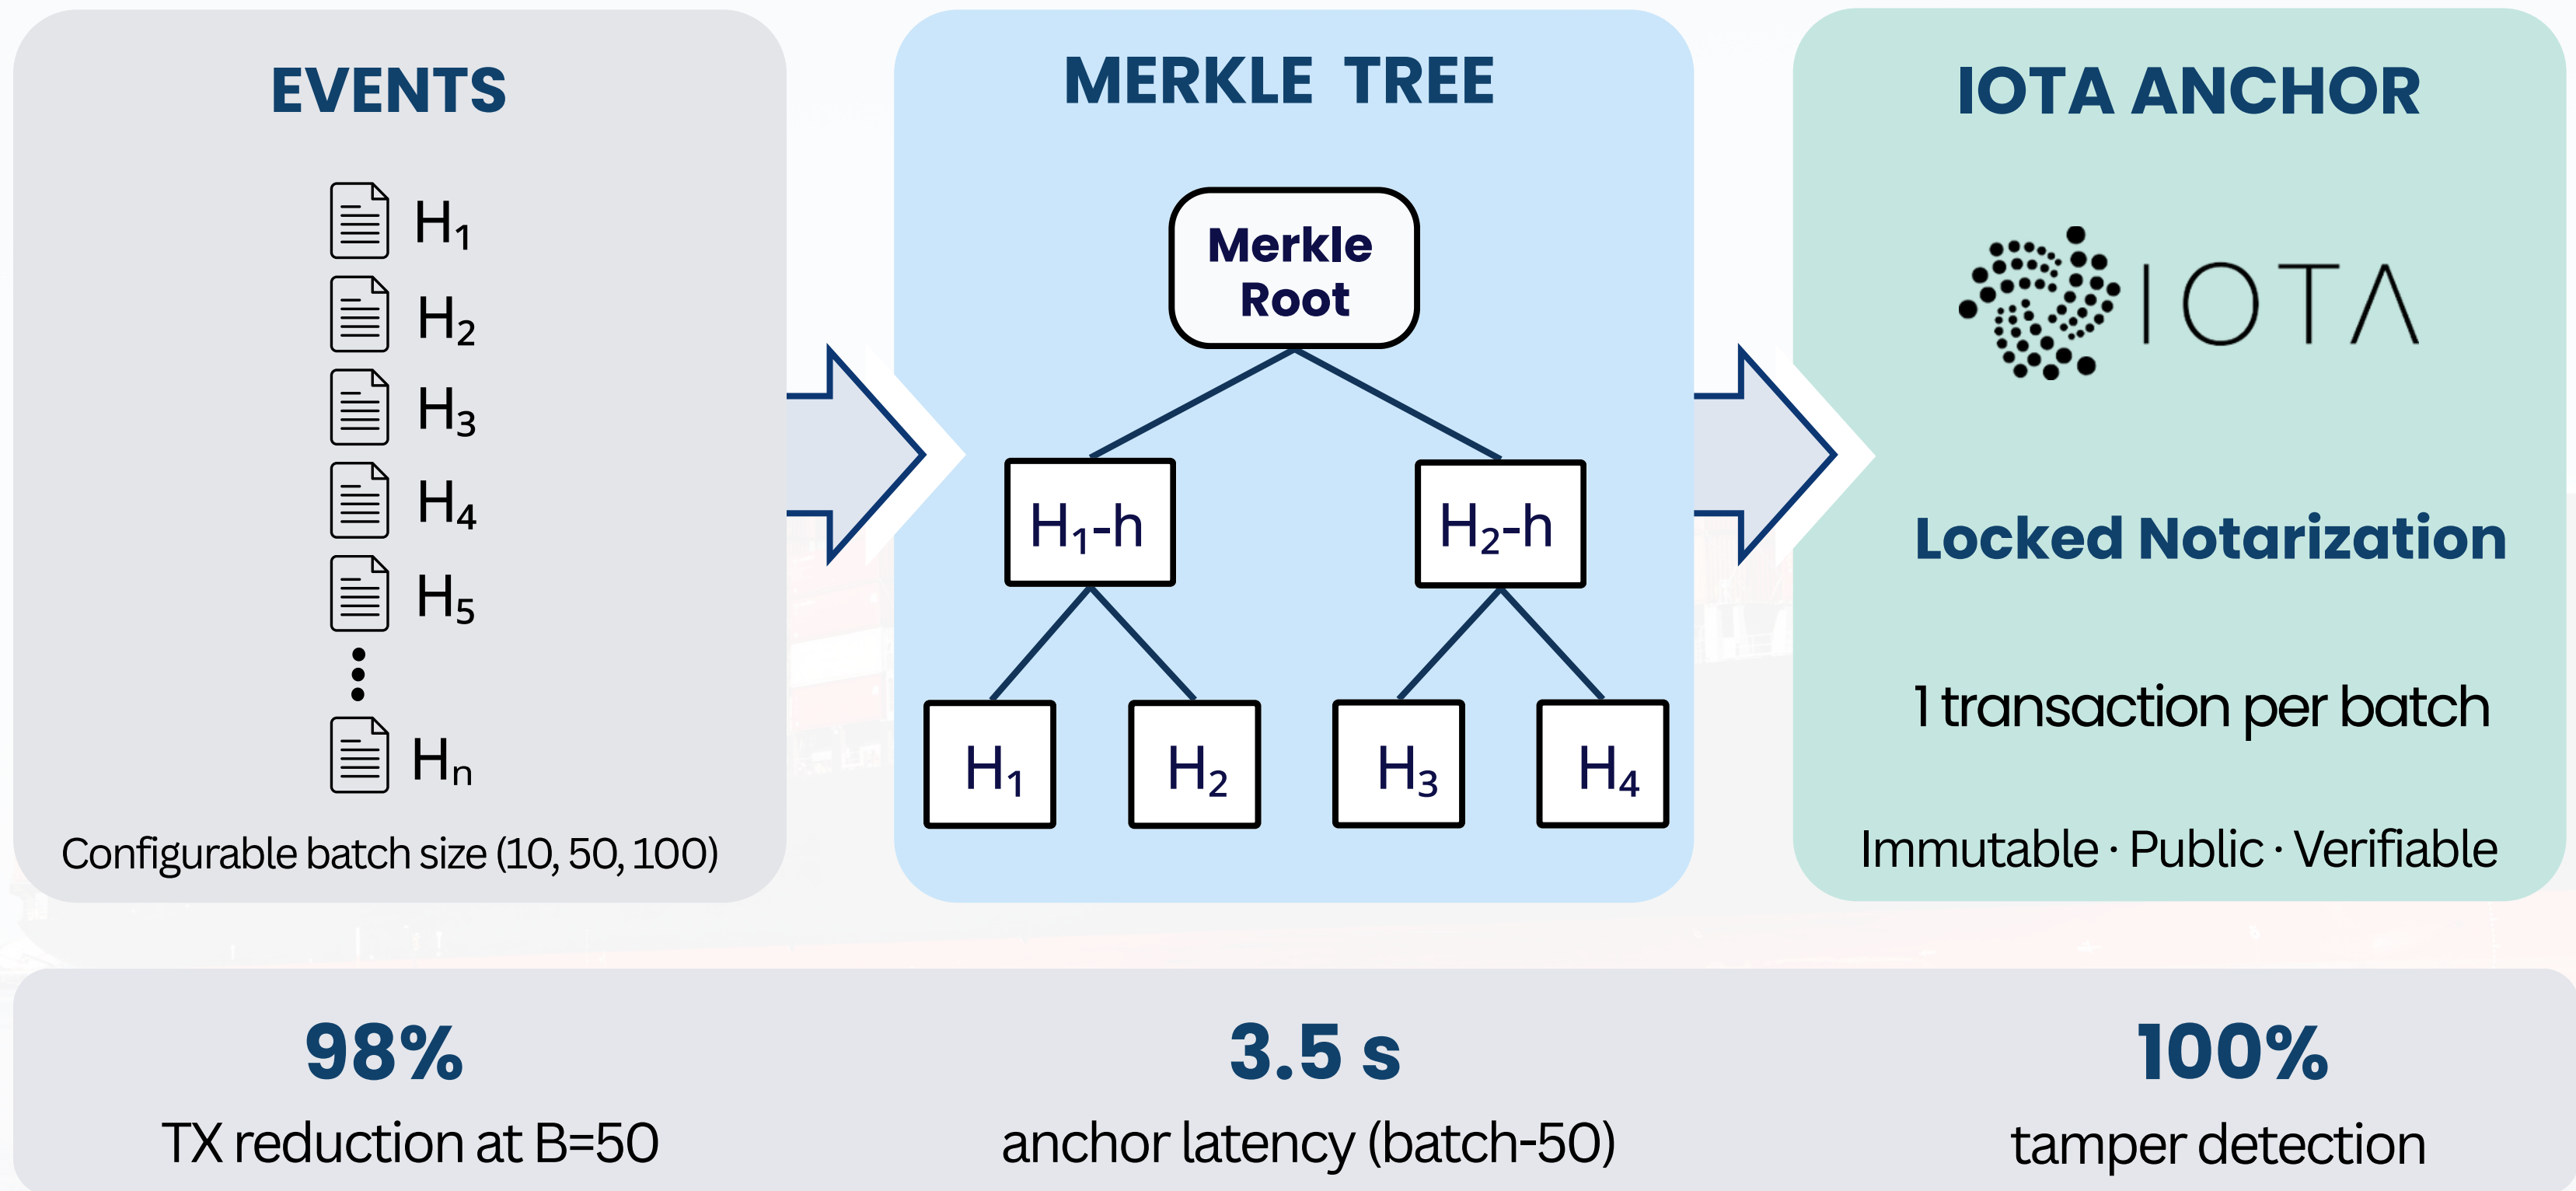 EVENTS
H₁
H₂
H₃
H₄
H₅
Hₙ
Configurable batch size (10, 50, 100)
MERKLE TREE
Merkle
Root
H₁-h
H₂-h
H₁
H₂
H₃
H₄
IOTA ANCHOR
IOTA
Locked Notarization
1 transaction per batch
Immutable · Public · Verifiable
98%
TX reduction at B=50
3.5 s
anchor latency (batch-50)
100%
tamper detection